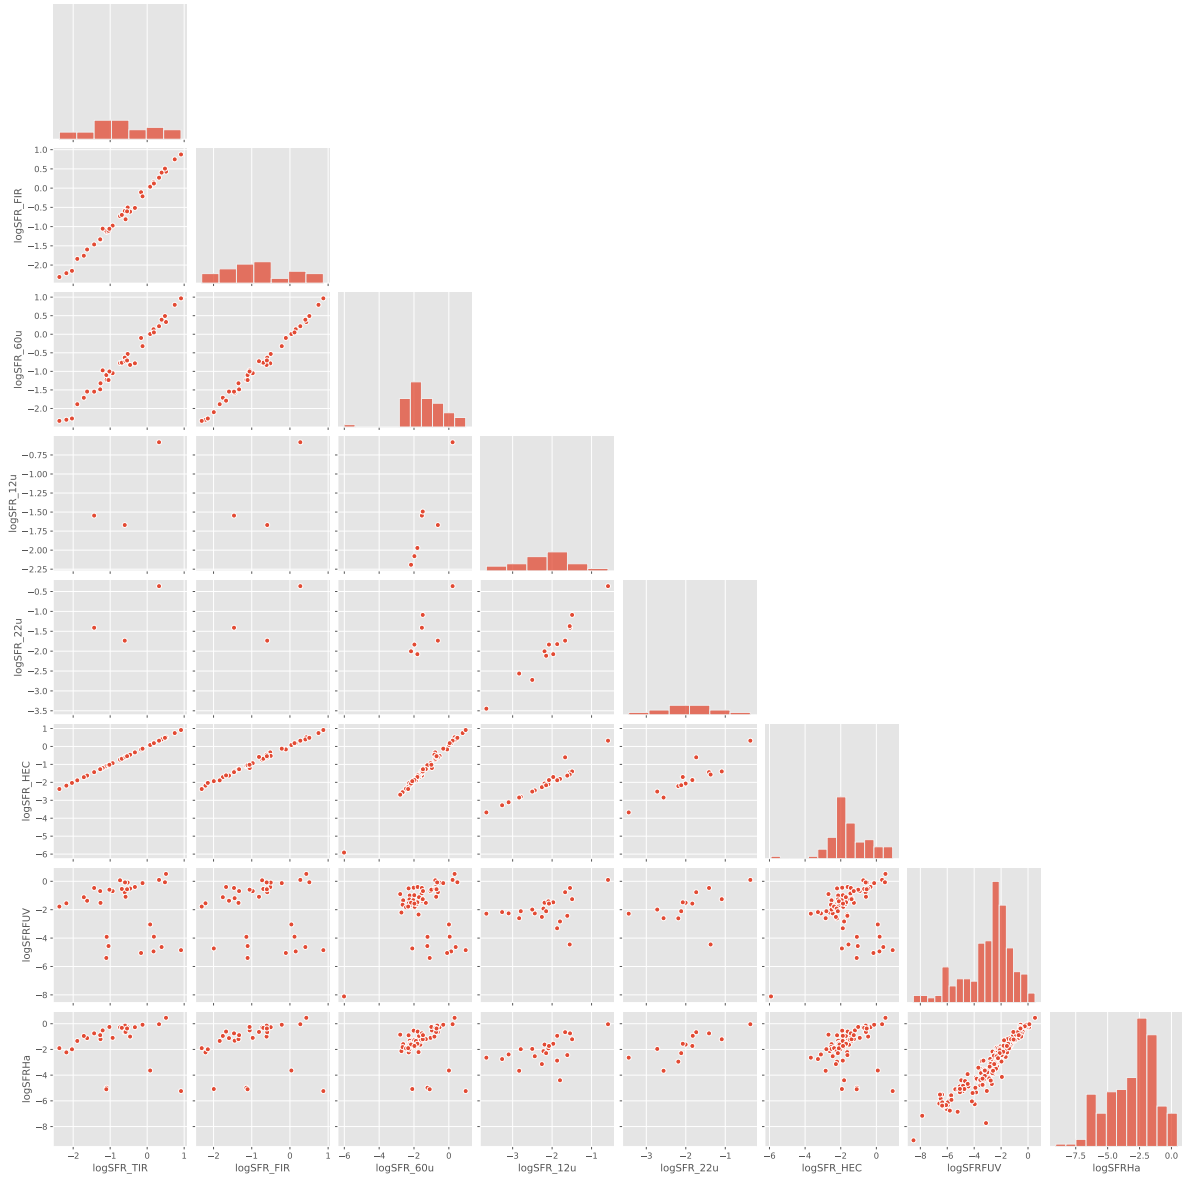 1.0
0.5
0.0
−0.5
−1.0
−1.5
−2.0
logSFR_FIR
1.0
0.5
0.0
−0.5
−1.0
−1.5
−2.0
logSFR_60u
−0.75
−1.00
−1.25
−1.50
−1.75
−2.00
−2.25
logSFR_12u
−0.5
−1.0
−1.5
−2.0
−2.5
−3.0
−3.5
logSFR_22u
1
0
−1
−2
−3
−4
−5
−6
logSFR_HEC
0
−2
−4
−6
−8
logSFRFUV
0
−2
−4
−6
−8
logSFRHa
−2 −1 0 1
logSFR_TIR
−2 −1 0 1
logSFR_FIR
−6 −4 −2 0
logSFR_60u
−3 −2 −1
logSFR_12u
−3 −2 −1
logSFR_22u
−6 −4 −2 0
logSFR_HEC
−8 −6 −4 −2 0
logSFRFUV
−7.5 −5.0 −2.5 0.0
logSFRHa